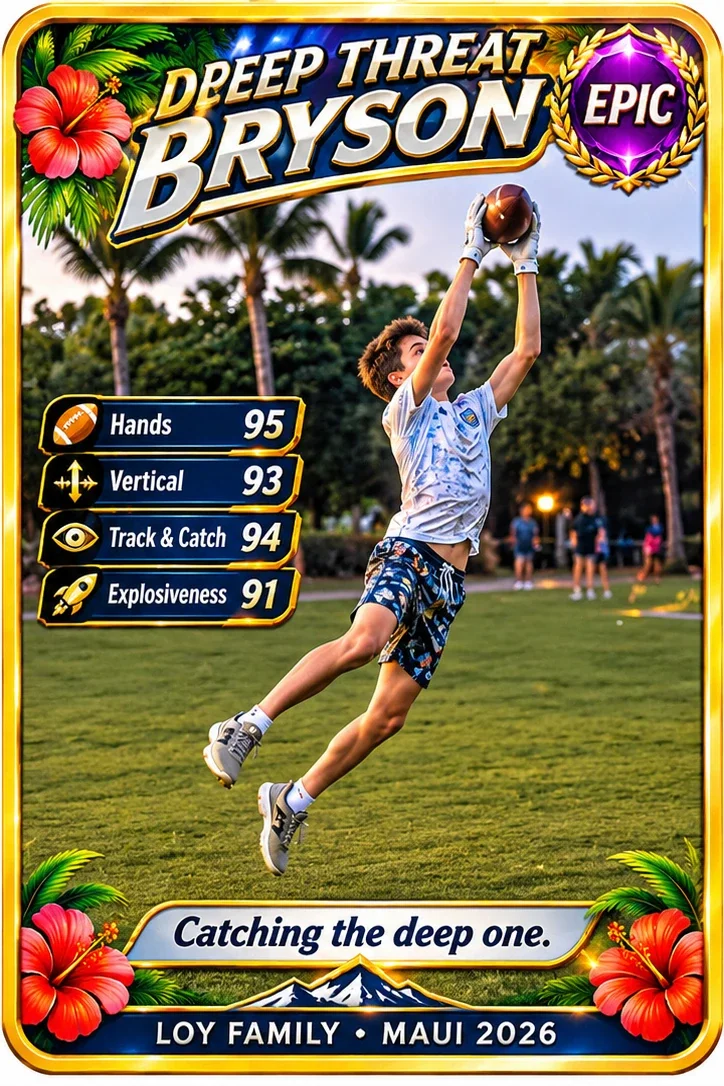 DPEEP THREAT
BRYSON
EPIC
Hands 95
Vertical 93
Track & Catch 94
Explosiveness 91
Catching the deep one.
LOY FAMILY • MAUI 2026